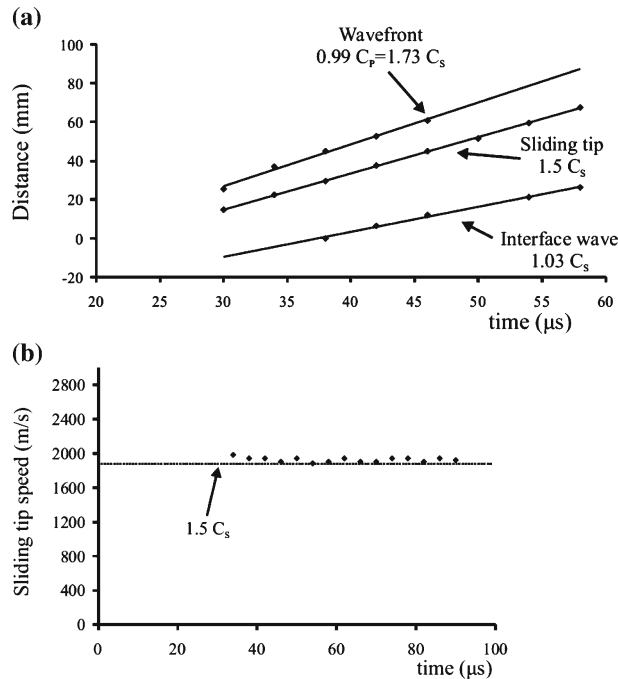 (a)
Wavefront
0.99 CP=1.73 CS
100
80
60
40
20
0
-20
Distance (mm)
Sliding tip
1.5 CS
Interface wave
1.03 CS
20 25 30 35 40 45 50 55 60
time (μs)
(b)
2800
2400
2000
1600
1200
800
400
0
Sliding tip speed (m/s)
1.5 CS
0 20 40 60 80 100
time (μs)